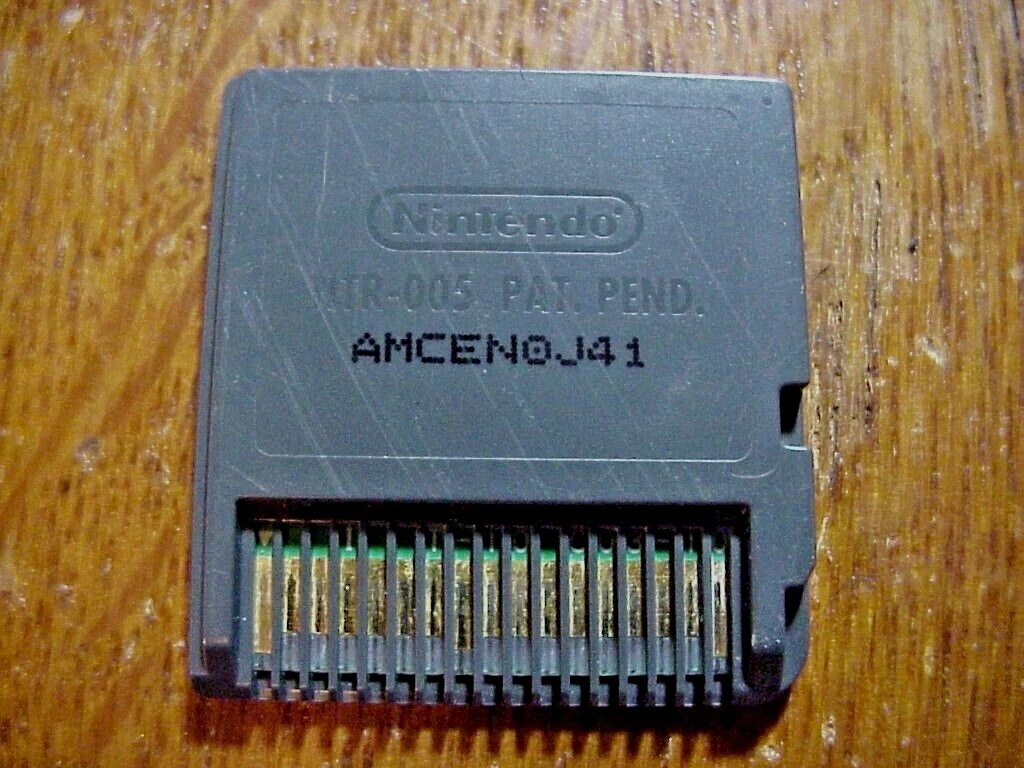 Nintendo
NTR-005 PAT. PEND.
AMCEN0J41